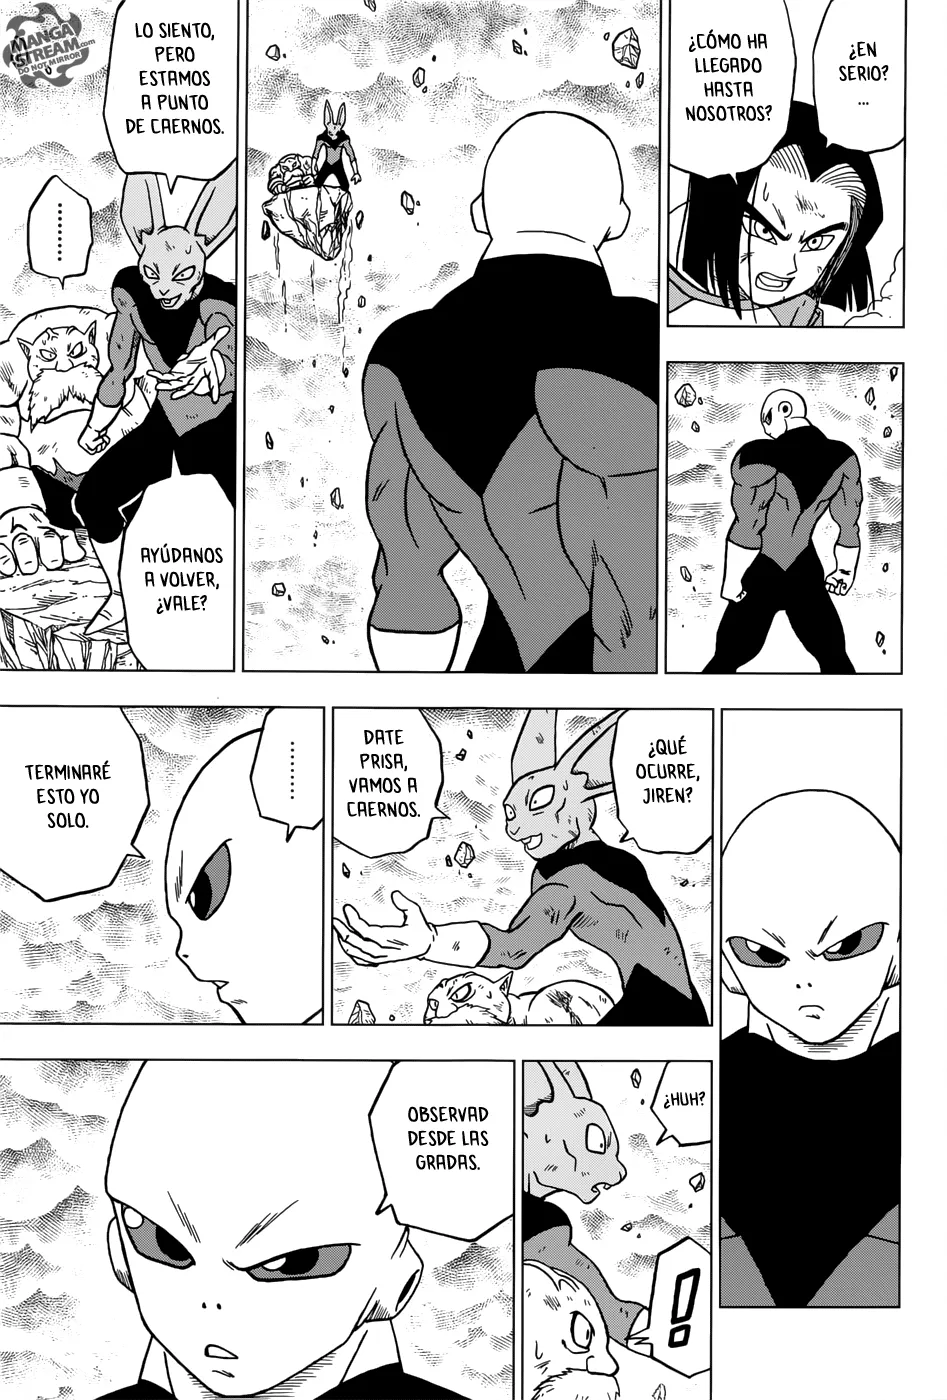 ¿EN
SERIO?
...
¿CÓMO HA
LLEGADO
HASTA
NOSOTROS?
LO SIENTO,
PERO
ESTAMOS
A PUNTO
DE CAERNOS.
.........
AYÚDANOS
A VOLVER,
¿VALE?
¿QUÉ
OCURRE,
JIREN?
DATE
PRISA,
VAMOS A
CAERNOS.
.........
TERMINARÉ
ESTO YO
SOLO.
¿HUH?
!
OBSERVAD
DESDE LAS
GRADAS.
MANGA
STREAM.com
DO NOT MIRROR